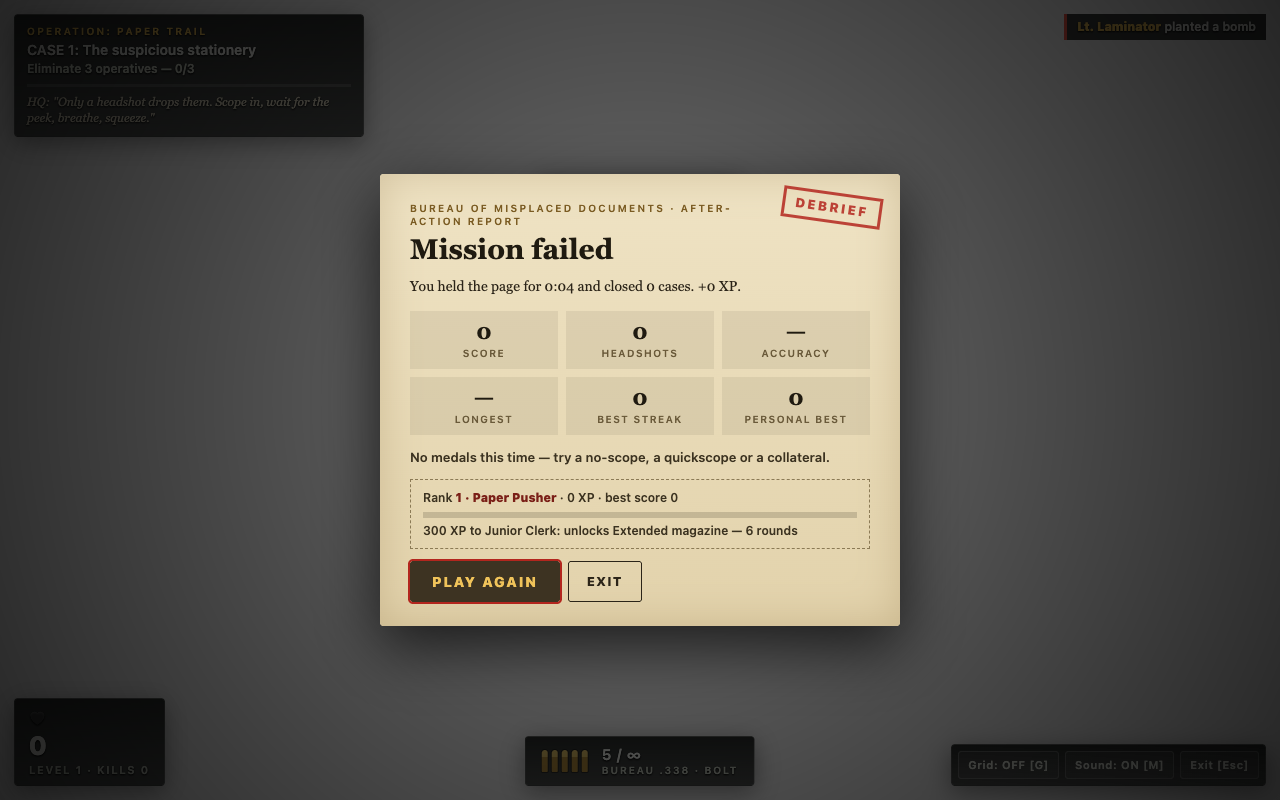 OPERATION: PAPER TRAIL
CASE 1: The suspicious stationery
Eliminate 3 operatives — 0/3
HQ: "Only a headshot drops them. Scope in, wait for the
peek, breathe, squeeze."
Lt. Laminator planted a bomb
BUREAU OF MISPLACED DOCUMENTS · AFTER-
ACTION REPORT
DEBRIEF
Mission failed
You held the page for 0:04 and closed 0 cases. +0 XP.
0 0 —
SCORE HEADSHOTS ACCURACY
— 0 0
LONGEST BEST STREAK PERSONAL BEST
No medals this time — try a no-scope, a quickscope or a collateral.
Rank 1 · Paper Pusher · 0 XP · best score 0
300 XP to Junior Clerk: unlocks Extended magazine — 6 rounds
PLAY AGAIN EXIT
0
LEVEL 1 · KILLS 0
5 / ∞
BUREAU .338 · BOLT
Grid: OFF [G] Sound: ON [M] Exit [Esc]